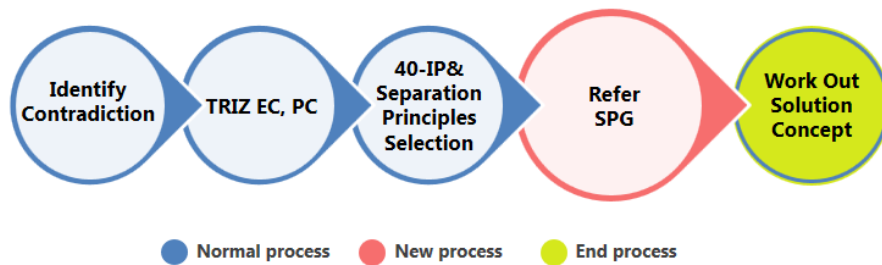 Identify
Contradiction
TRIZ EC, PC
40-IP&
Separation
Principles
Selection
Refer
SPG
Work Out
Solution
Concept
Normal process
New process
End process